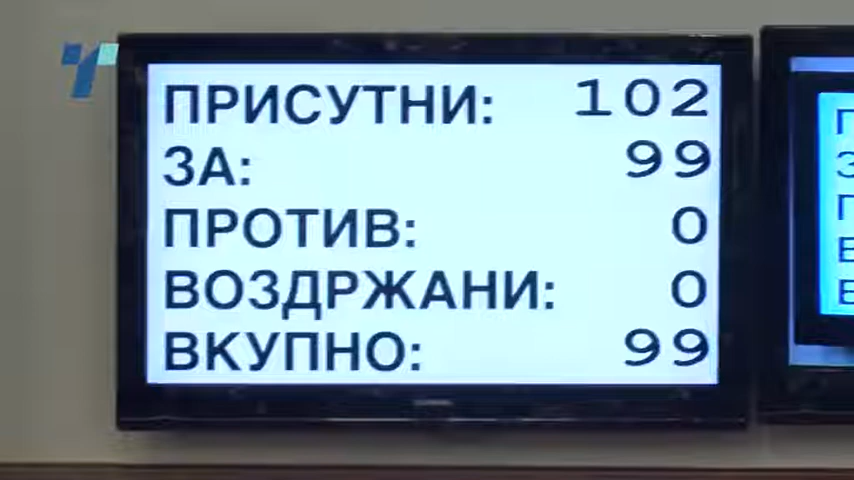 ПРИСУТНИ: 102
ЗА: 99
ПРОТИВ: 0
ВОЗДРЖАНИ: 0
ВКУПНО: 99